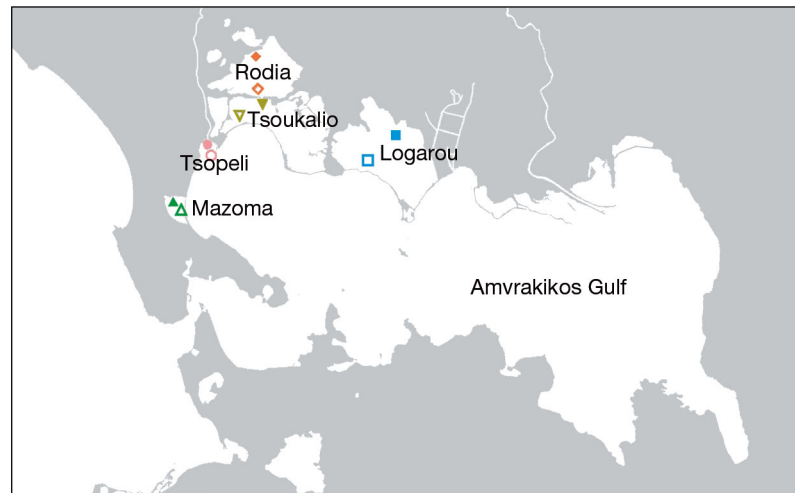 Rodia
Tsoukalio
Logarou
Tsopeli
Mazoma
Amvrakikos Gulf